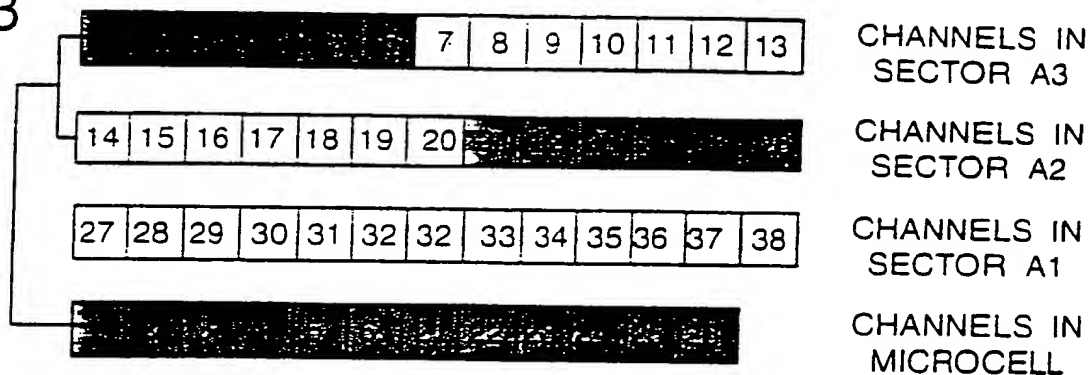 3
7 8 9 10 11 12 13
CHANNELS IN
SECTOR A3
14 15 16 17 18 19 20
CHANNELS IN
SECTOR A2
27 28 29 30 31 32 32 33 34 35 36 37 38
CHANNELS IN
SECTOR A1
CHANNELS IN
MICROCELL